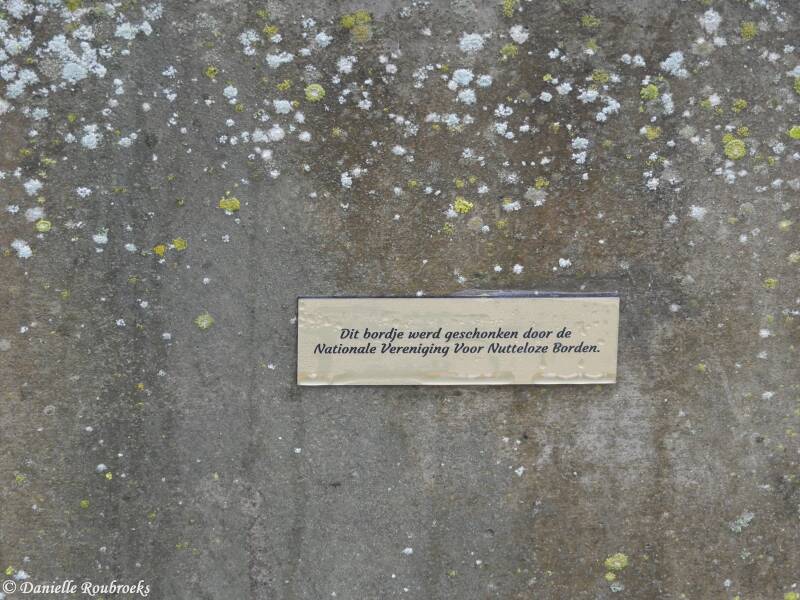 Dit bordje werd geschonken door de
Nationale Vereniging Voor Nutteloze Borden.
© Danielle Roubroeks